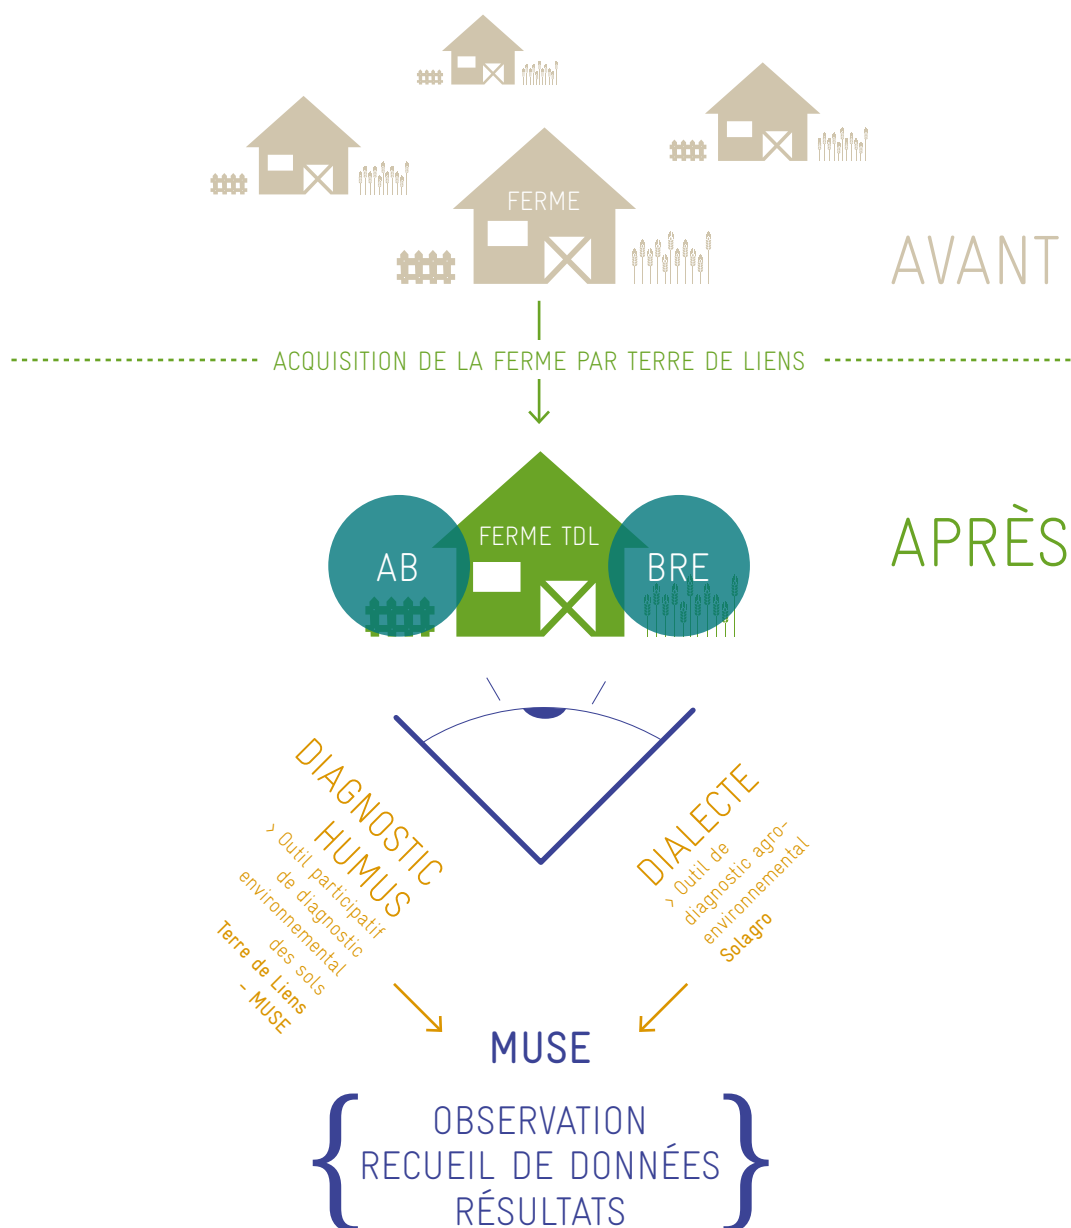 FERME
AVANT
ACQUISITION DE LA FERME PAR TERRE DE LIENS
FERME TDL
AB
BRE
APRÈS
DIAGNOSTIC
HUMUS
› Outil participatif
de diagnostic
environnemental
des sols
Terre de Liens
- MUSE
DIALECTE
› Outil de
diagnostic agro-
environnemental
Solagro
MUSE
{ OBSERVATION
RECUEIL DE DONNÉES
RÉSULTATS }